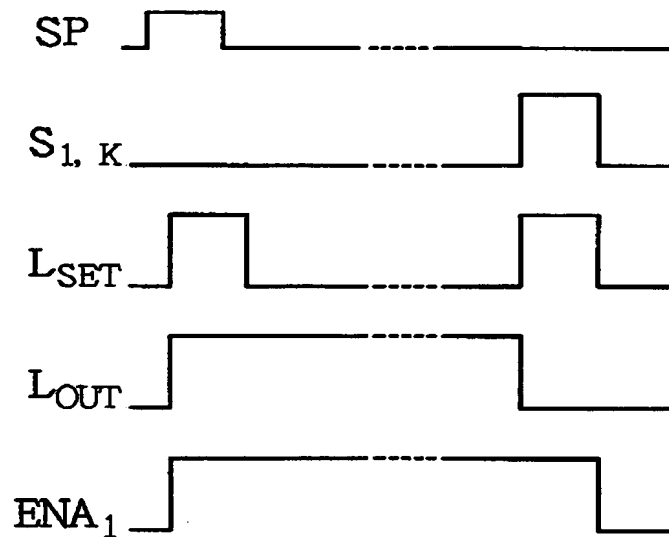 SP
S1, K
LSET
LOUT
ENA1